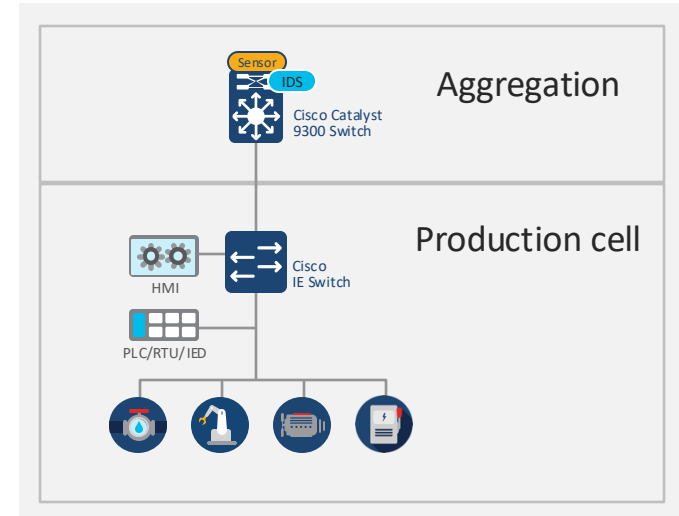 Sensor
IDS
Aggregation
Cisco Catalyst
9300 Switch
Production cell
Cisco
IE Switch
HMI
PLC/RTU/IED